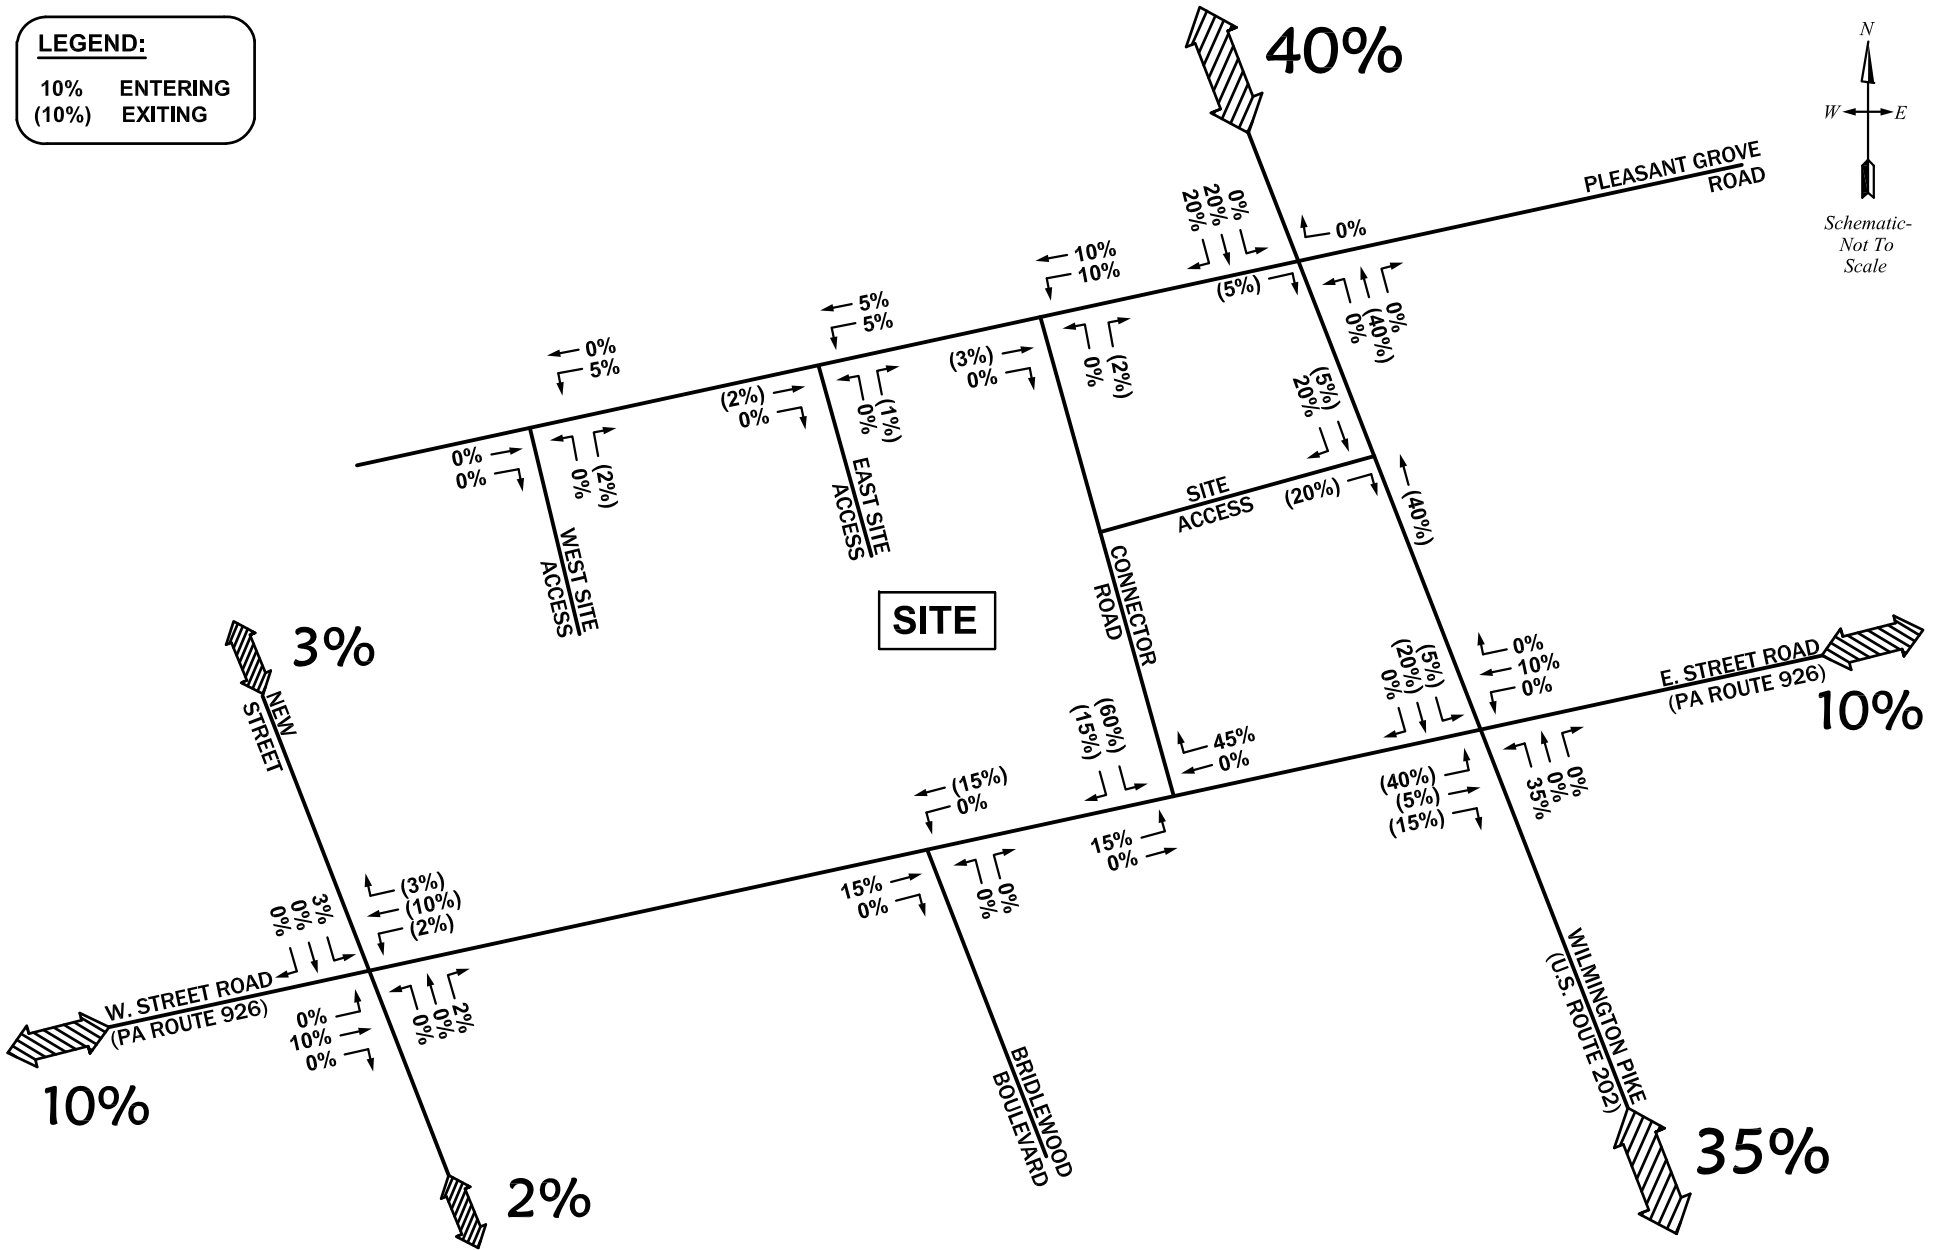 LEGEND:
10% ENTERING
(10%) EXITING
40%
N
W E
Schematic-
Not To
Scale
PLEASANT GROVE
ROAD
20%
20%
0%
0%
(5%)
0%
(40%)
0%
10%
10%
(3%)
0%
0%
(2%)
5%
5%
(2%)
0%
0%
(1%)
0%
5%
0%
0%
0%
(2%)
WEST SITE
ACCESS
EAST SITE
ACCESS
20%
(5%)
SITE
ACCESS
(20%)
(40%)
CONNECTOR
ROAD
SITE
3%
NEW
STREET
0%
(20%)
(5%)
0%
10%
0%
E. STREET ROAD
(PA ROUTE 926)
10%
(40%)
(5%)
(15%)
35%
0%
0%
(15%)
(60%)
45%
0%
15%
0%
(15%)
0%
15%
0%
0%
0%
BRIDLEWOOD
BOULEVARD
0%
0%
3%
(3%)
(10%)
(2%)
W. STREET ROAD
(PA ROUTE 926)
10%
0%
10%
0%
0%
0%
2%
2%
WILMINGTON PIKE
(U.S. ROUTE 202)
35%